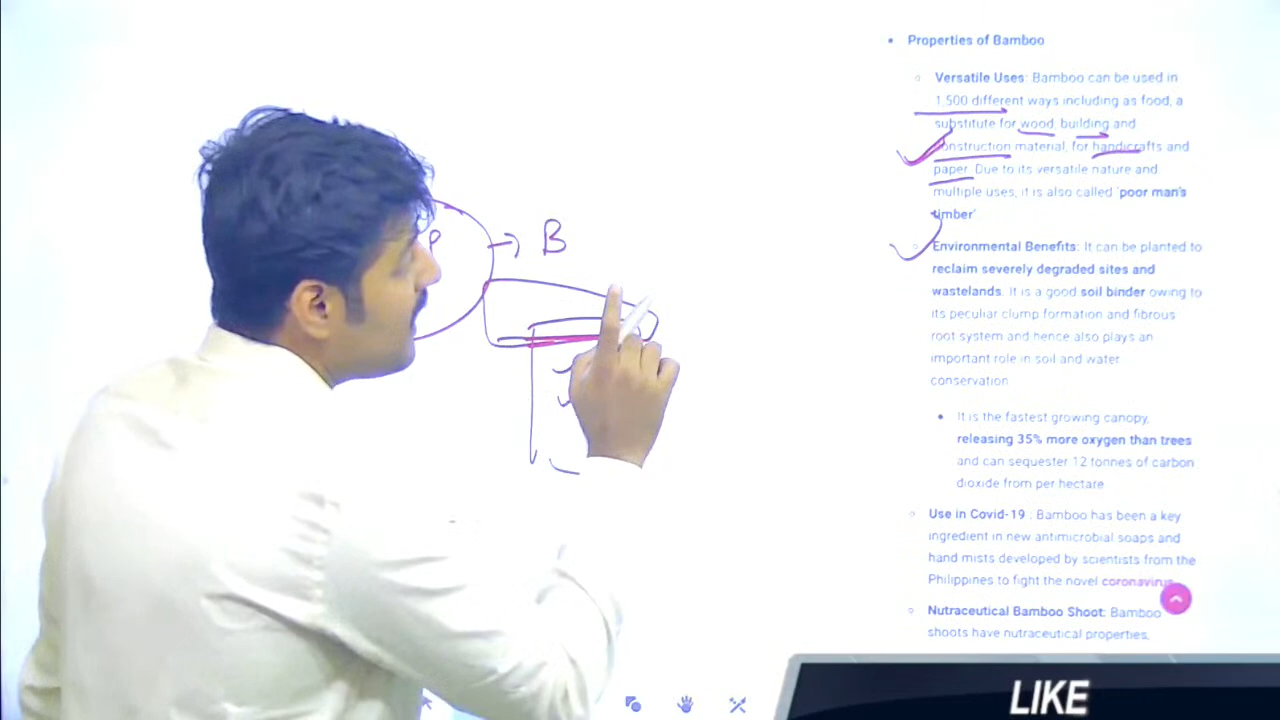 Properties of Bamboo
Versatile Uses: Bamboo can be used in
1,500 different ways including as food, a
substitute for wood, building and
construction material, for handicrafts and
paper. Due to its versatile nature and
multiple uses, it is also called 'poor man's
timber'.
Environmental Benefits: It can be planted to
reclaim severely degraded sites and
wastelands. It is a good soil binder owing to
its peculiar clump formation and fibrous
root system and hence also plays an
important role in soil and water
conservation.
It is the fastest growing canopy,
releasing 35% more oxygen than trees
and can sequester 12 tonnes of carbon
dioxide from per hectare.
Use in Covid-19 : Bamboo has been a key
ingredient in new antimicrobial soaps and
hand mists developed by scientists from the
Philippines to fight the novel coronavirus.
Nutraceutical Bamboo Shoot: Bamboo
shoots have nutraceutical properties,
P
B
LIKE